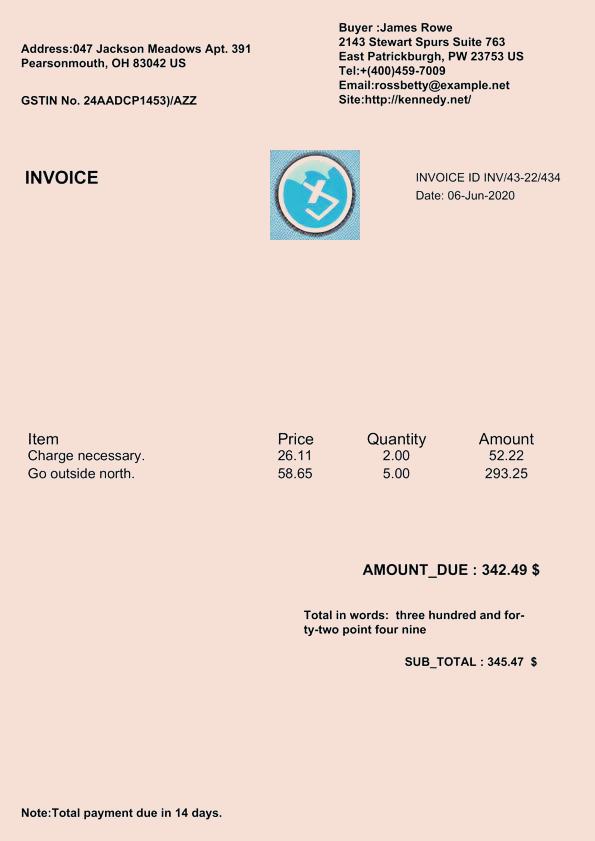 Address:047 Jackson Meadows Apt. 391
Pearsonmouth, OH 83042 US
GSTIN No. 24AADCP1453)/AZZ
Buyer :James Rowe
2143 Stewart Spurs Suite 763
East Patrickburgh, PW 23753 US
Tel:+(400)459-7009
Email:rossbetty@example.net
Site:http://kennedy.net/
INVOICE
INVOICE ID INV/43-22/434
Date: 06-Jun-2020
Item Price Quantity Amount
Charge necessary. 26.11 2.00 52.22
Go outside north. 58.65 5.00 293.25
AMOUNT_DUE : 342.49 $
Total in words: three hundred and for-
ty-two point four nine
SUB_TOTAL : 345.47 $
Note:Total payment due in 14 days.